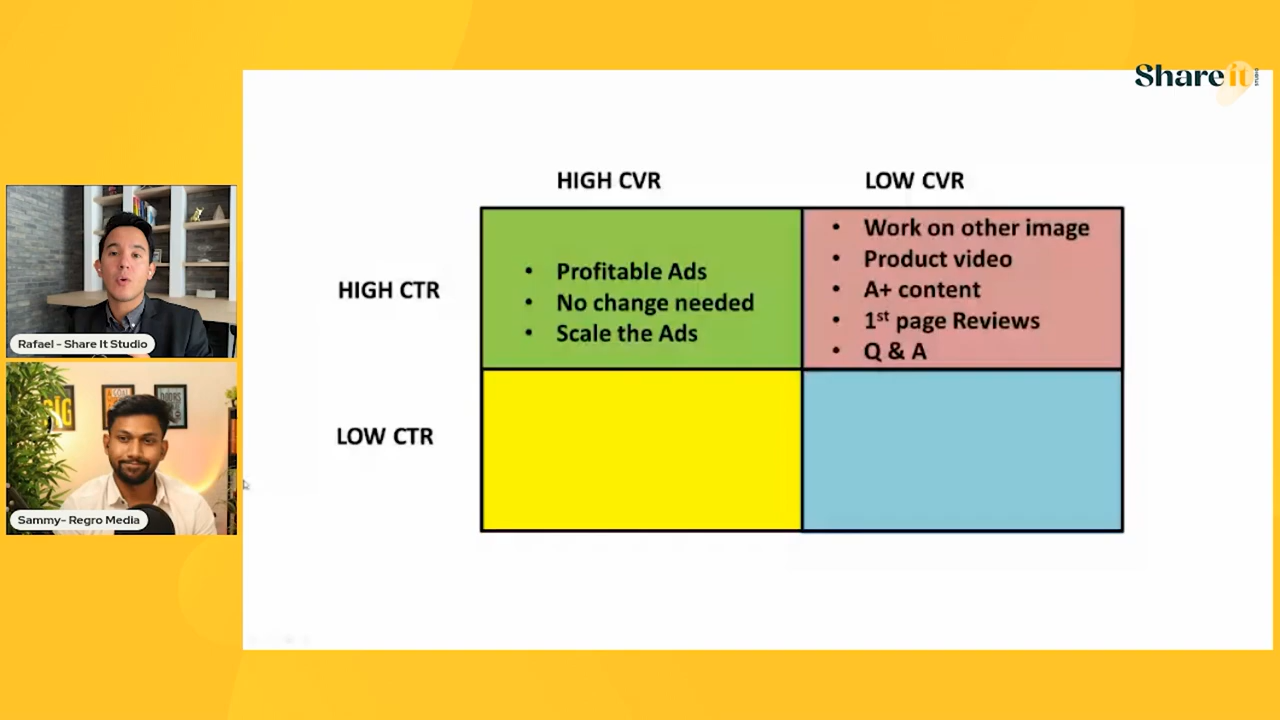 Share it
HIGH CVR
LOW CVR
HIGH CTR
• Profitable Ads
• No change needed
• Scale the Ads
• Work on other image
• Product video
• A+ content
• 1st page Reviews
• Q & A
LOW CTR
Rafael - Share It Studio
Sammy- Regro Media